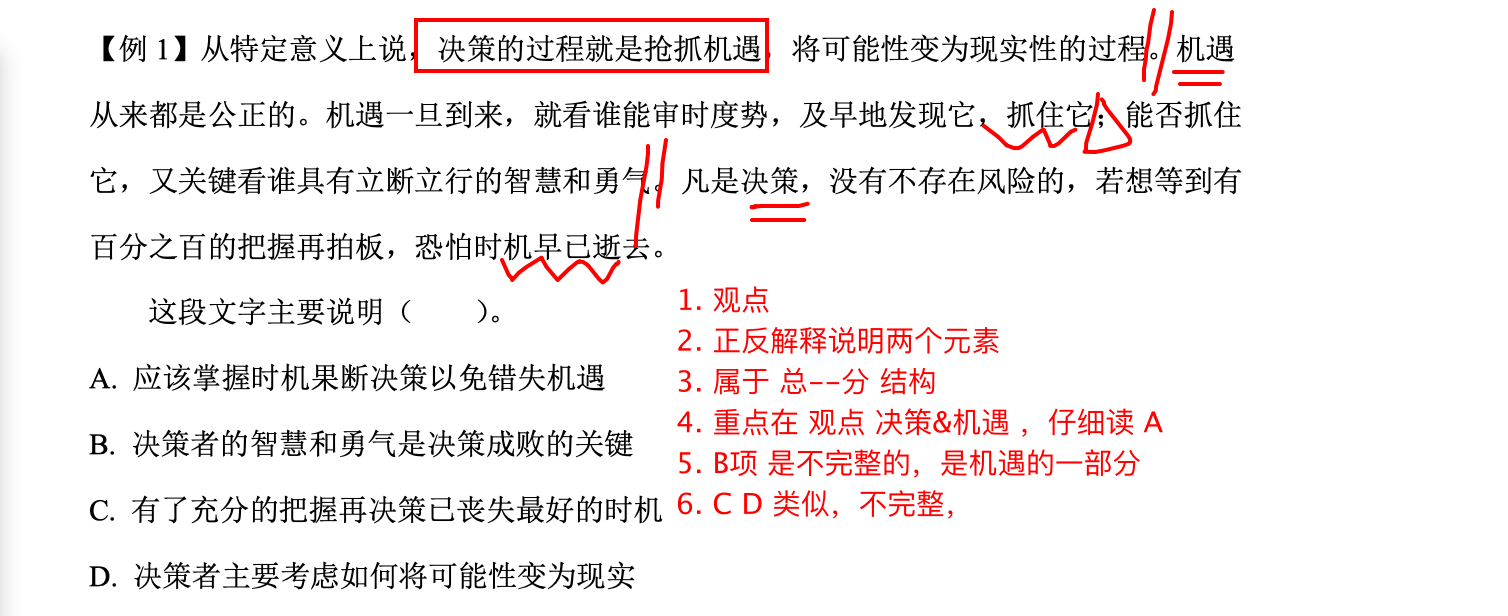 【例 1】从特定意义上说，决策的过程就是抢抓机遇，将可能性变为现实性的过程。机遇
从来都是公正的。机遇一旦到来，就看谁能审时度势，及早地发现它，抓住它；能否抓住
它，又关键看谁具有立断立行的智慧和勇气。凡是决策，没有不存在风险的，若想等到有
百分之百的把握再拍板，恐怕时机早已逝去。
这段文字主要说明（　　）。
1. 观点
2. 正反解释说明两个元素
A. 应该掌握时机果断决策以免错失机遇
3. 属于 总--分 结构
4. 重点在 观点 决策&机遇 ，仔细读 A
B. 决策者的智慧和勇气是决策成败的关键
5. B项 是不完整的，是机遇的一部分
C. 有了充分的把握再决策已丧失最好的时机
6. C D 类似，不完整，
D. 决策者主要考虑如何将可能性变为现实